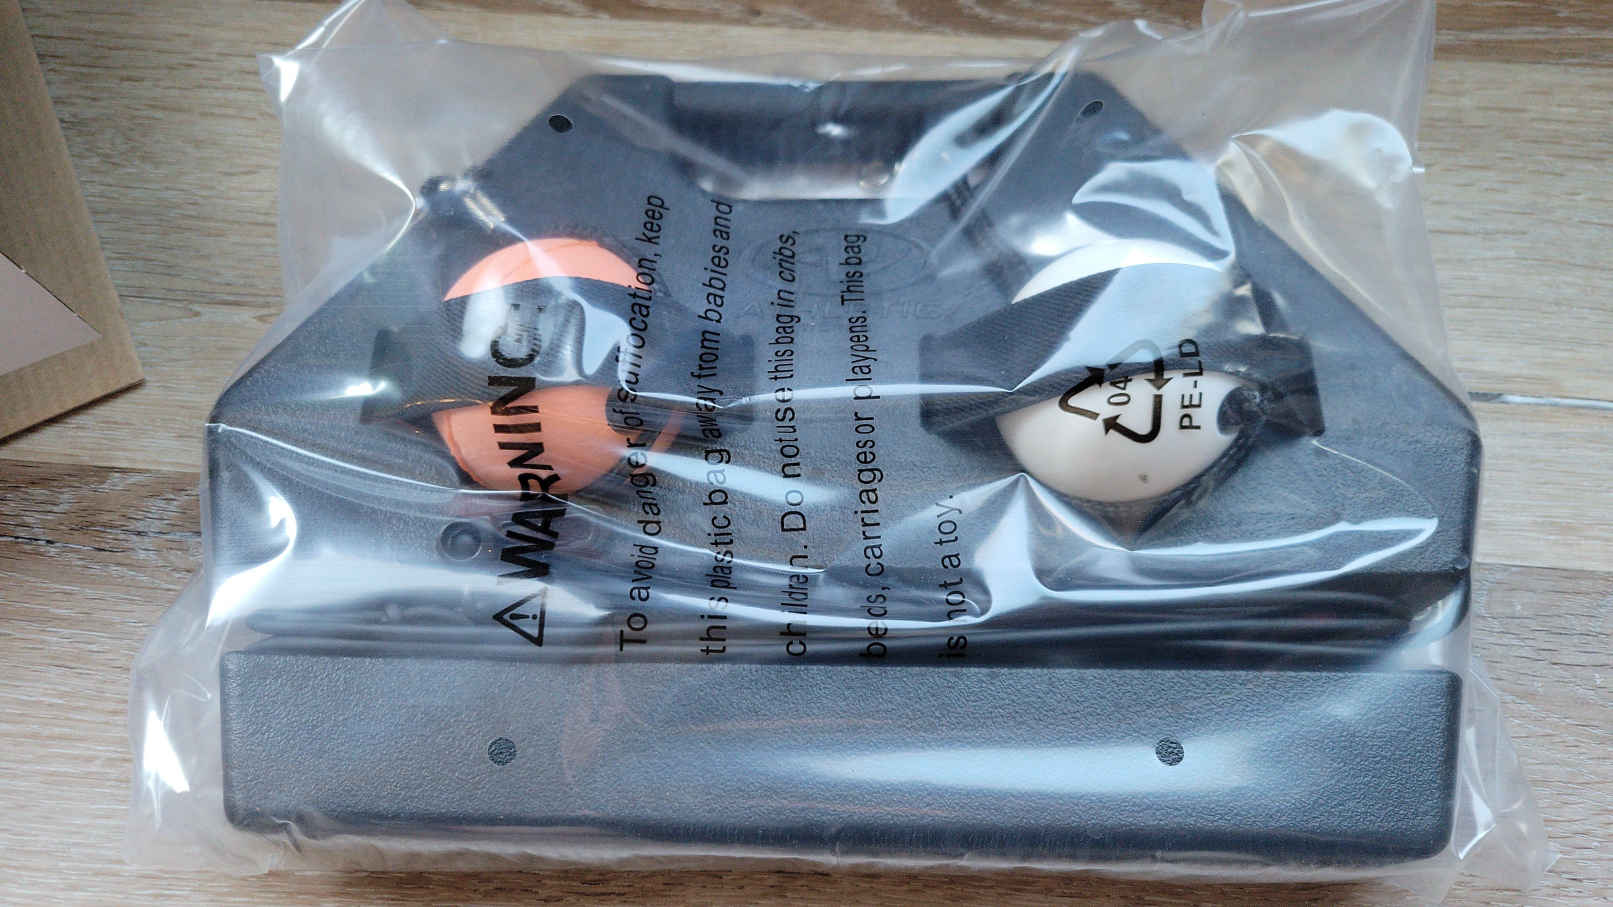 ⚠WARNING:
To avoid danger of suffocation, keep
this plastic bag away from babies and
children. Do not use this bag in cribs,
beds, carriages or playpens. This bag
is not a toy.
04
PE-LD